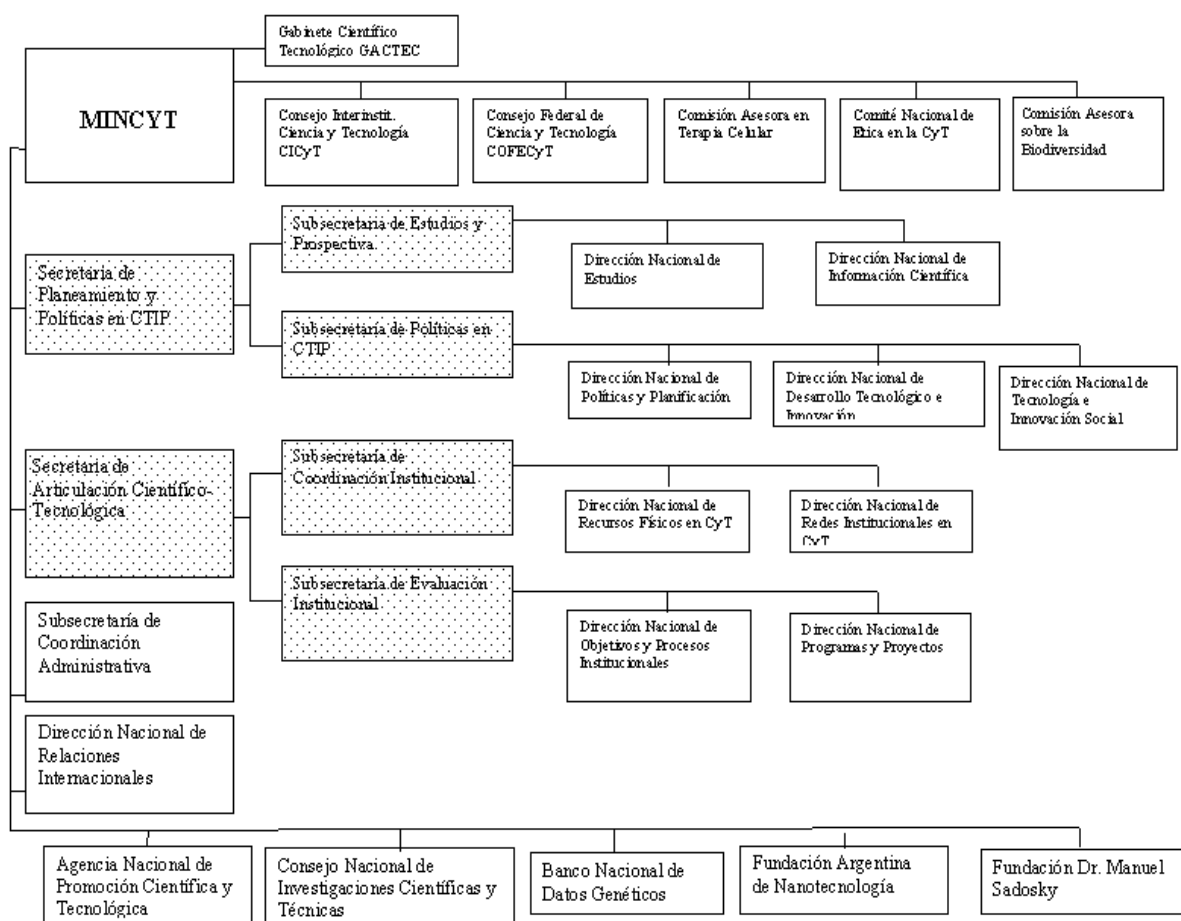 Gabinete Científico
Tecnológico GACTEC
MINCYT
Consejo Interinstit.
Ciencia y Tecnología
CICyT
Consejo Federal de
Ciencia y Tecnología
COFECyT
Comisión Asesora en
Terapia Celular
Comité Nacional de
Etica en la CyT
Comisión Asesora
sobre la
Biodiversidad
Secretaria de
Planeamiento y
Políticas en CTIP
Subsecretaria de Estudios y
Prospectiva.
Dirección Nacional de
Estudios
Dirección Nacional de
Información Científica
Subsecretaría de Políticas en
CTIP
Dirección Nacional de
Políticas y Planificación
Dirección Nacional de
Desarrollo Tecnológico e
Innovación
Dirección Nacional de
Tecnología e
Innovación Social
Secretaria de
Articulación Científico-
Tecnológica
Subsecretaria de
Coordinación Institucional
Dirección Nacional de
Recursos Físicos en CyT
Dirección Nacional de
Redes Institucionales en
CyT
Subsecretaría de Evaluación
Institucional
Dirección Nacional de
Objetivos y Procesos
Institucionales
Dirección Nacional de
Programas y Proyectos
Subsecretaría de
Coordinación
Administrativa
Dirección Nacional de
Relaciones
Internacionales
Agencia Nacional de
Promoción Científica y
Tecnológica
Consejo Nacional de
Investigaciones Científicas y
Técnicas
Banco Nacional de
Datos Genéticos
Fundación Argentina
de Nanotecnología
Fundación Dr. Manuel
Sadosky